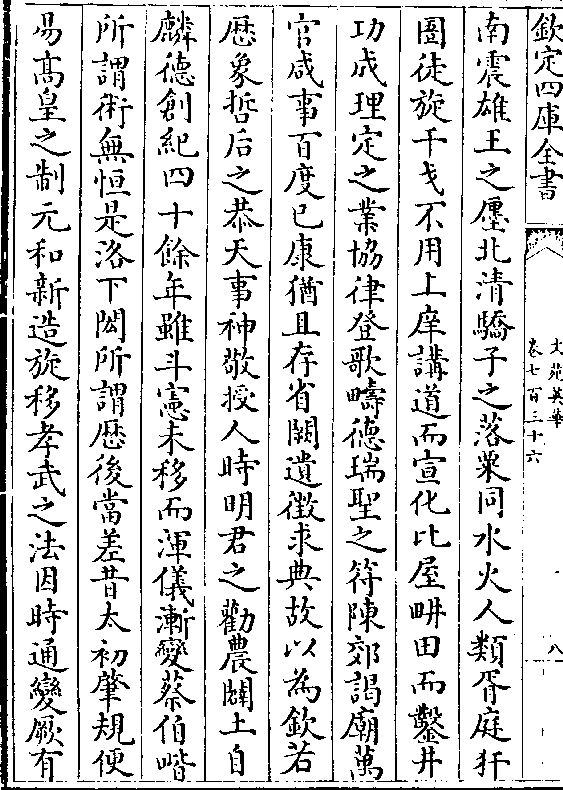 欽定四庫全書
文苑英華
卷七百三十六
八
南震雄王之㕓北清驕子之落粟同水火人類胥庭犴
圄徒旋干戈不用上庠講道而宣化比屋畊田而鑿井
功成理定之業協律登歌疇德瑞聖之符陳郊謁廟萬
官咸事百度已康猶且存省闕遺徵求典故以為欽若
厯象哲后之恭天事神敬授人時明君之勸農闢土自
麟德創紀四十餘年雖斗憲未移而渾儀漸變蔡伯喈
所謂術無恒是洛下閎所謂厯後當差昔太初肇規便
易髙皇之制元和新造旋移孝武之法因時通變厥有